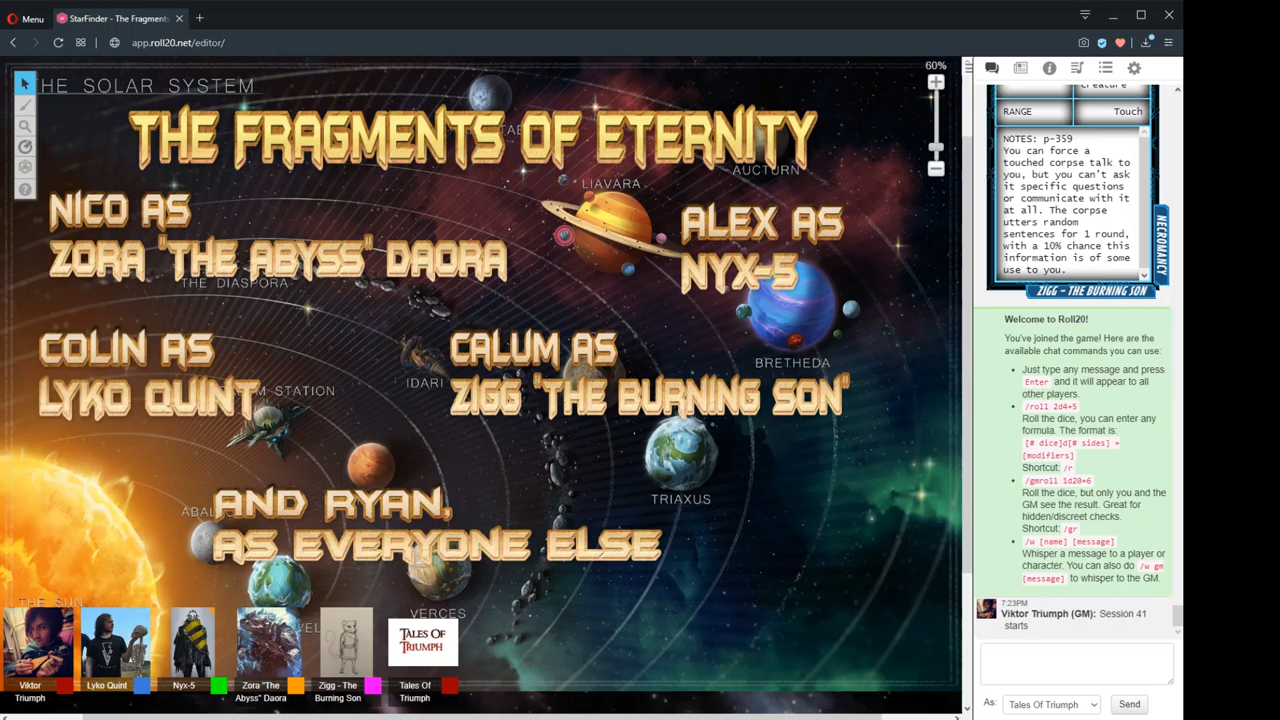 Menu
StarFinder - The Fragments
app.roll20.net/editor/
60%
THE SOLAR SYSTEM
THE FRAGMENTS OF ETERNITY
AUCTURN
LIAVARA
NICO AS
ZORA "THE ABYSS" DAORA
ALEX AS
NYX-5
THE DIASPORA
BRETHEDA
COLIN AS
LYKO QUINT
M STATION
IDARI
CALUM AS
ZIGG "THE BURNING SON"
TRIAXUS
AND RYAN,
AS EVERYONE ELSE
THE SUN
VERCES
TALES OF
TRIUMPH
Viktor
Triumph
Lyko Quint
Nyx-5
Zora "The
Abyss" Daora
Zigg - The
Burning Son
Tales Of
Triumph
Creature
RANGE Touch
NOTES: p-359
You can force a
touched corpse talk to
you, but you can't ask
it specific questions
or communicate with it
at all. The corpse
utters random
sentences for 1 round,
with a 10% chance this
information is of some
use to you.
NECROMANCY
ZIGG - THE BURNING SON
Welcome to Roll20!
You've joined the game! Here are the
available chat commands you can use:
Just type any message and press
Enter and it will appear to all
other players.
/roll 2d4+5
Roll the dice, you can enter any
formula. The format is:
[# dice]d[# sides] +
[modifiers]
Shortcut: /r
/gmroll 1d20+6
Roll the dice, but only you and the
GM see the result. Great for
hidden/discreet checks.
Shortcut: /gr
/w [name] [message]
Whisper a message to a player or
character. You can also do /w gm
[message] to whisper to the GM.
7:23PM
Viktor Triumph (GM): Session 41
starts
As: Tales Of Triumph Send